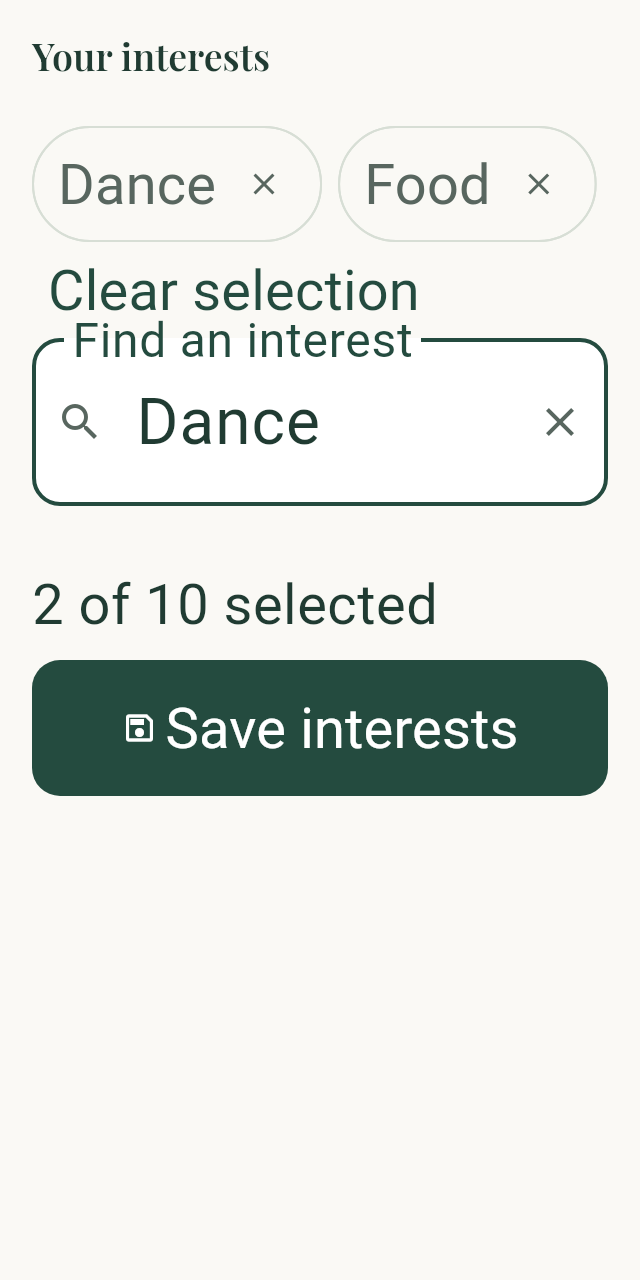 Your interests
Dance Food
Clear selection
Find an interest
Dance
2 of 10 selected
Save interests